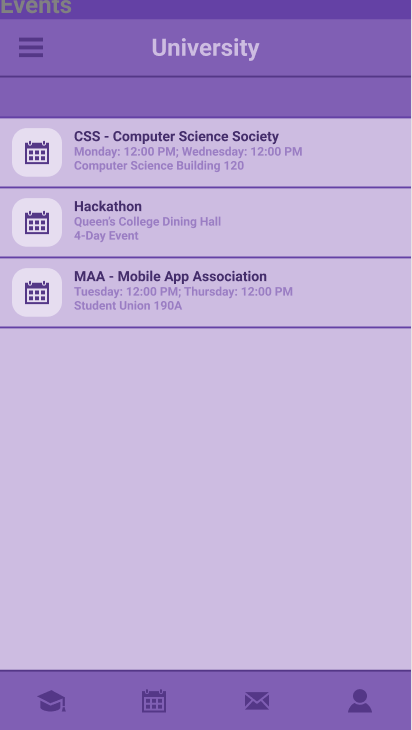 Events
University
CSS - Computer Science Society
Monday: 12:00 PM; Wednesday: 12:00 PM
Computer Science Building 120
Hackathon
Queen's College Dining Hall
4-Day Event
MAA - Mobile App Association
Tuesday: 12:00 PM; Thursday: 12:00 PM
Student Union 190A